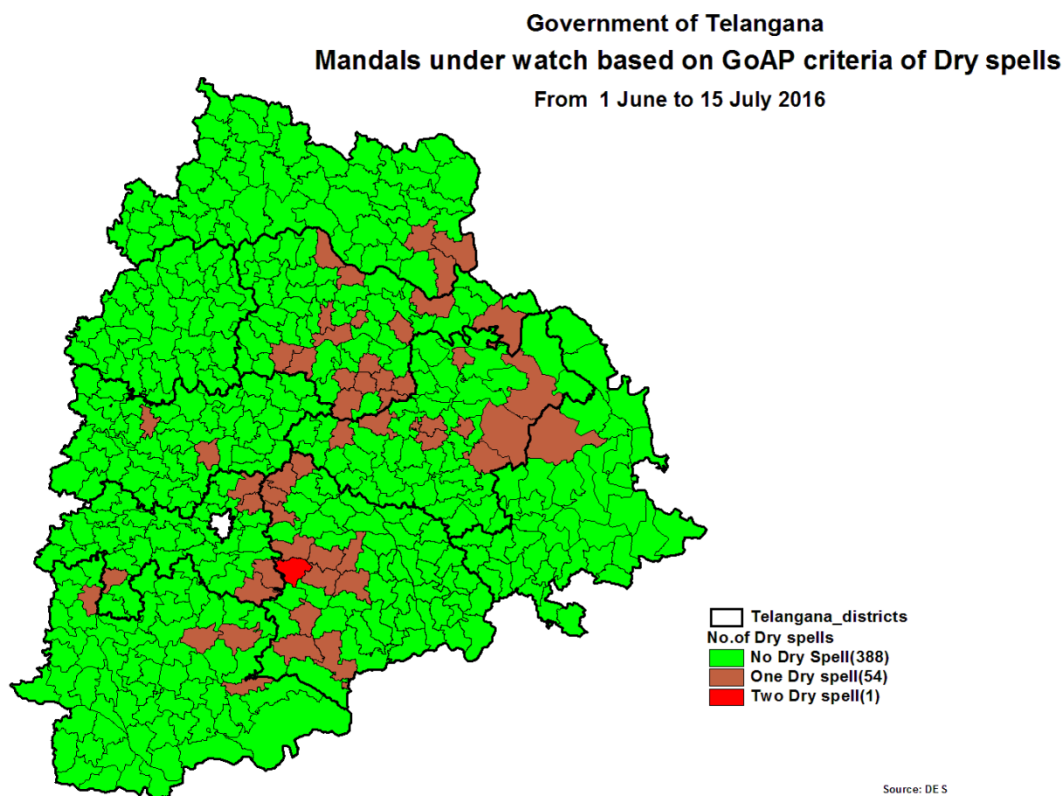 Government of Telangana
Mandals under watch based on GoAP criteria of Dry spells
From 1 June to 15 July 2016
Telangana_districts
No.of Dry spells
No Dry Spell(388)
One Dry spell(54)
Two Dry spell(1)
Source: DES